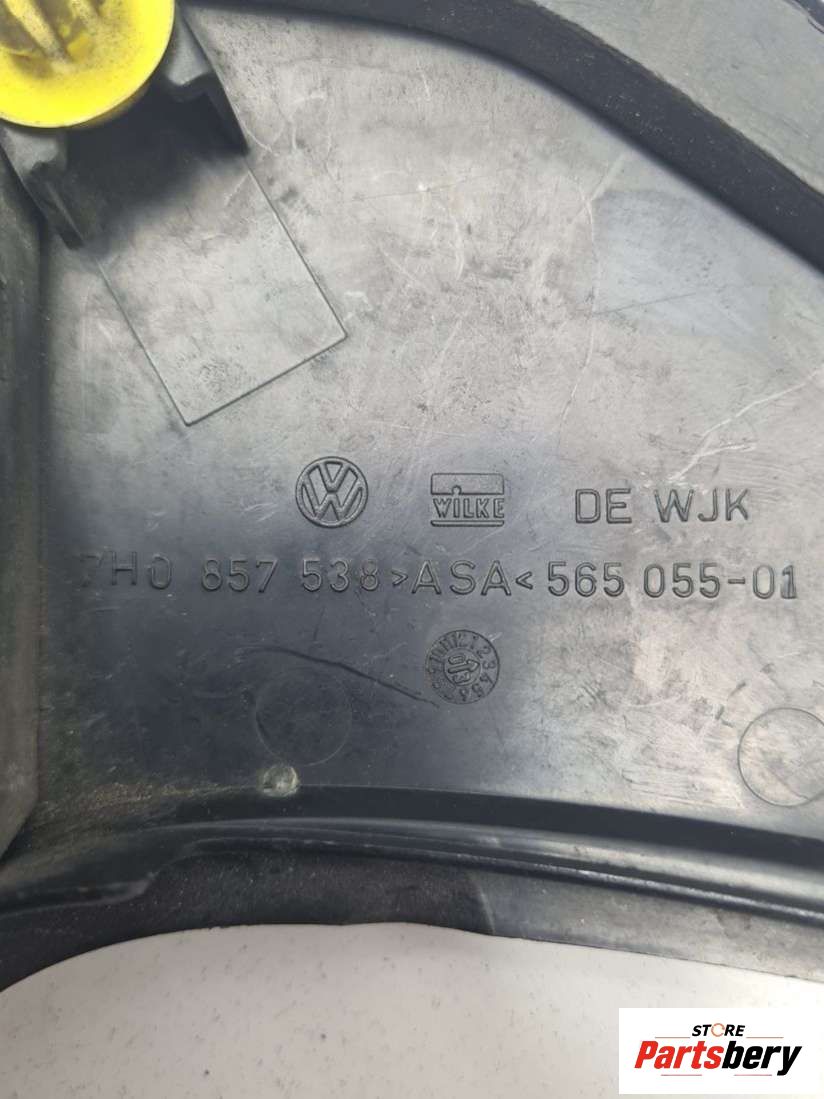 WILKE DE WJK
7H0 857 538 >ASA< 565 055-01
STORE
Partsbery